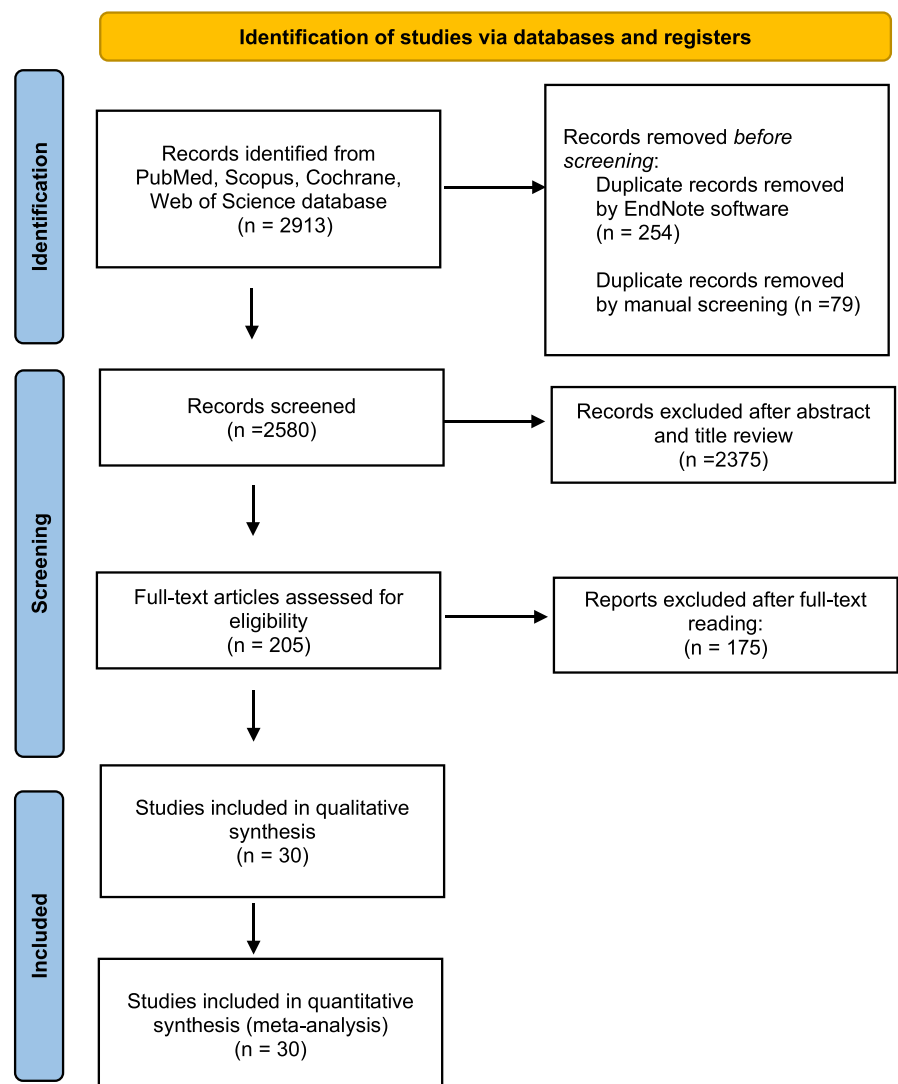 Identification of studies via databases and registers
Identification
Records identified from
PubMed, Scopus, Cochrane,
Web of Science database
(n = 2913)
Records removed before
screening:
Duplicate records removed
by EndNote software
(n = 254)
Duplicate records removed
by manual screening (n =79)
Screening
Records screened
(n =2580)
Records excluded after abstract
and title review
(n =2375)
Full-text articles assessed for
eligibility
(n = 205)
Reports excluded after full-text
reading:
(n = 175)
Included
Studies included in qualitative
synthesis
(n = 30)
Studies included in quantitative
synthesis (meta-analysis)
(n = 30)